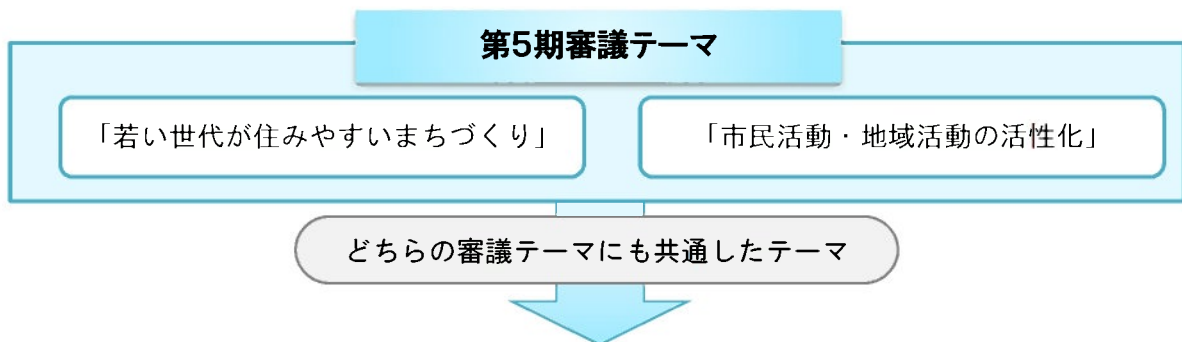 第5期審議テーマ
「若い世代が住みやすいまちづくり」
「市民活動・地域活動の活性化」
どちらの審議テーマにも共通したテーマ